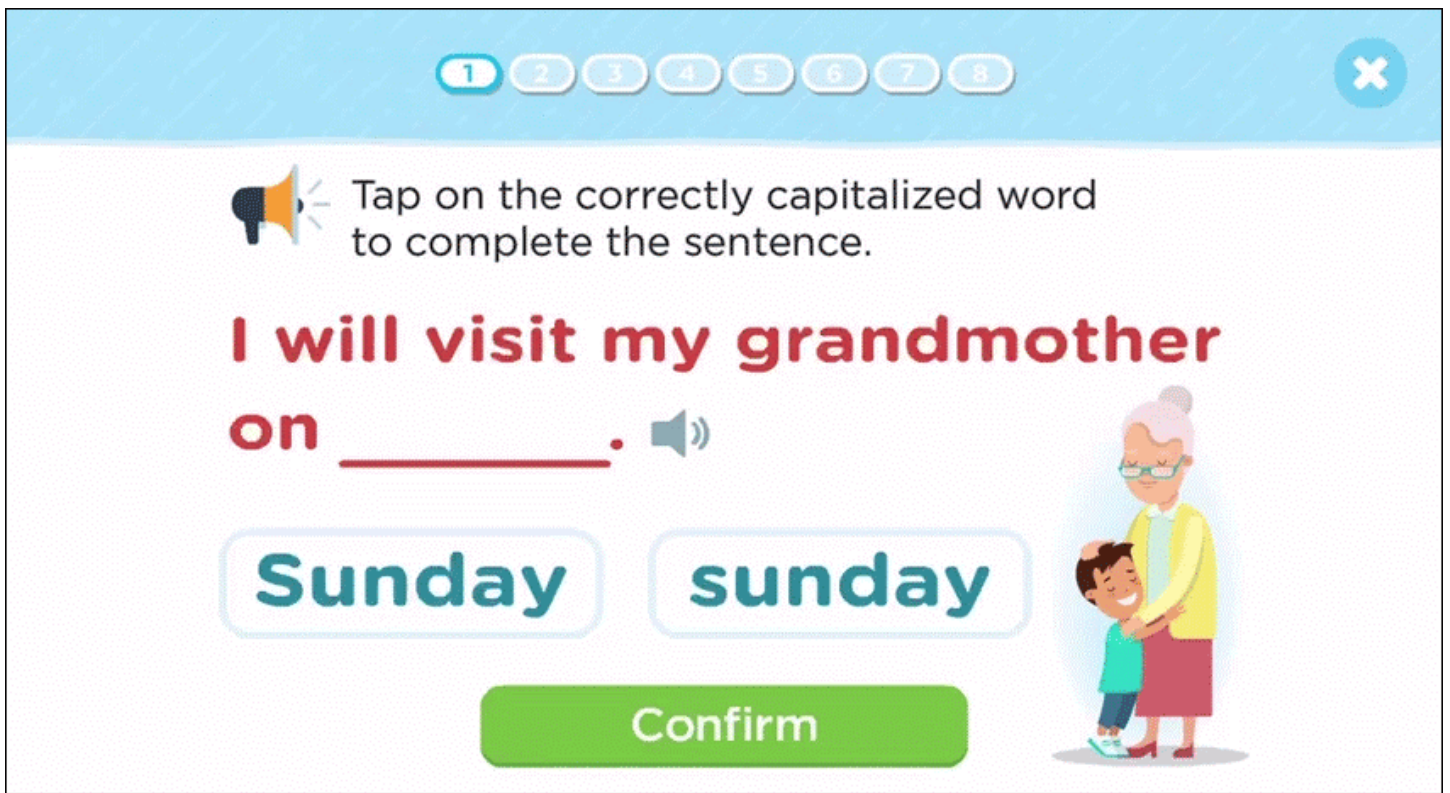 1 2 3 4 5 6 7 8
Tap on the correctly capitalized word
to complete the sentence.
I will visit my grandmother
on ________.
Sunday sunday
Confirm